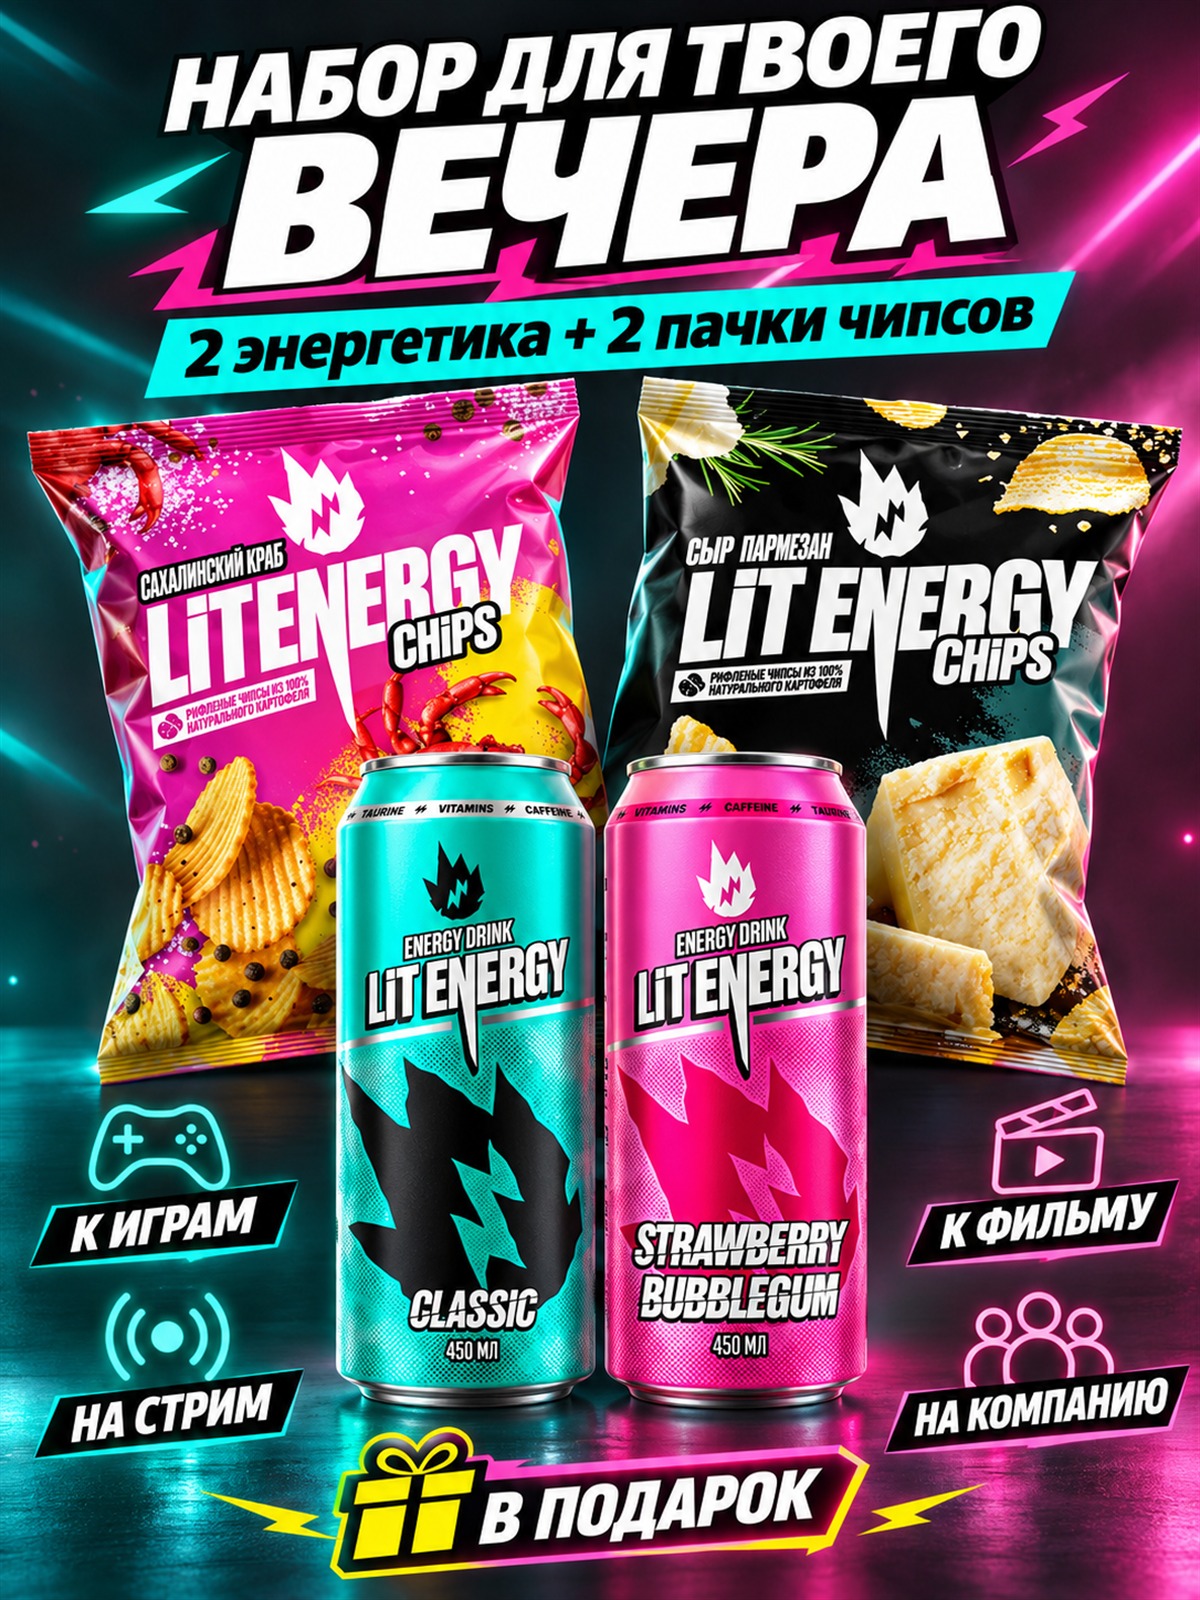 НАБОР ДЛЯ ТВОЕГО
ВЕЧЕРА
2 энергетика + 2 пачки чипсов
САХАЛИНСКИЙ КРАБ
LiT ENERGY
CHiPS
РИФЛЕНЫЕ ЧИПСЫ ИЗ 100%
НАТУРАЛЬНОГО КАРТОФЕЛЯ
СЫР ПАРМЕЗАН
LiT ENERGY
CHiPS
РИФЛЕНЫЕ ЧИПСЫ ИЗ 100%
НАТУРАЛЬНОГО КАРТОФЕЛЯ
TAURINE VITAMINS CAFFEINE
ENERGY DRINK
LiT ENERGY
CLASSIC
450 МЛ
VITAMINS CAFFEINE TAURINE
ENERGY DRINK
LiT ENERGY
STRAWBERRY
BUBBLEGUM
450 МЛ
К ИГРАМ
НА СТРИМ
К ФИЛЬМУ
НА КОМПАНИЮ
В ПОДАРОК